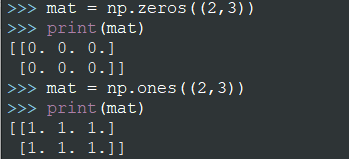 >>> mat = np.zeros((2,3))
>>> print(mat)
[[0. 0. 0.]
 [0. 0. 0.]]
>>> mat = np.ones((2,3))
>>> print(mat)
[[1. 1. 1.]
 [1. 1. 1.]]